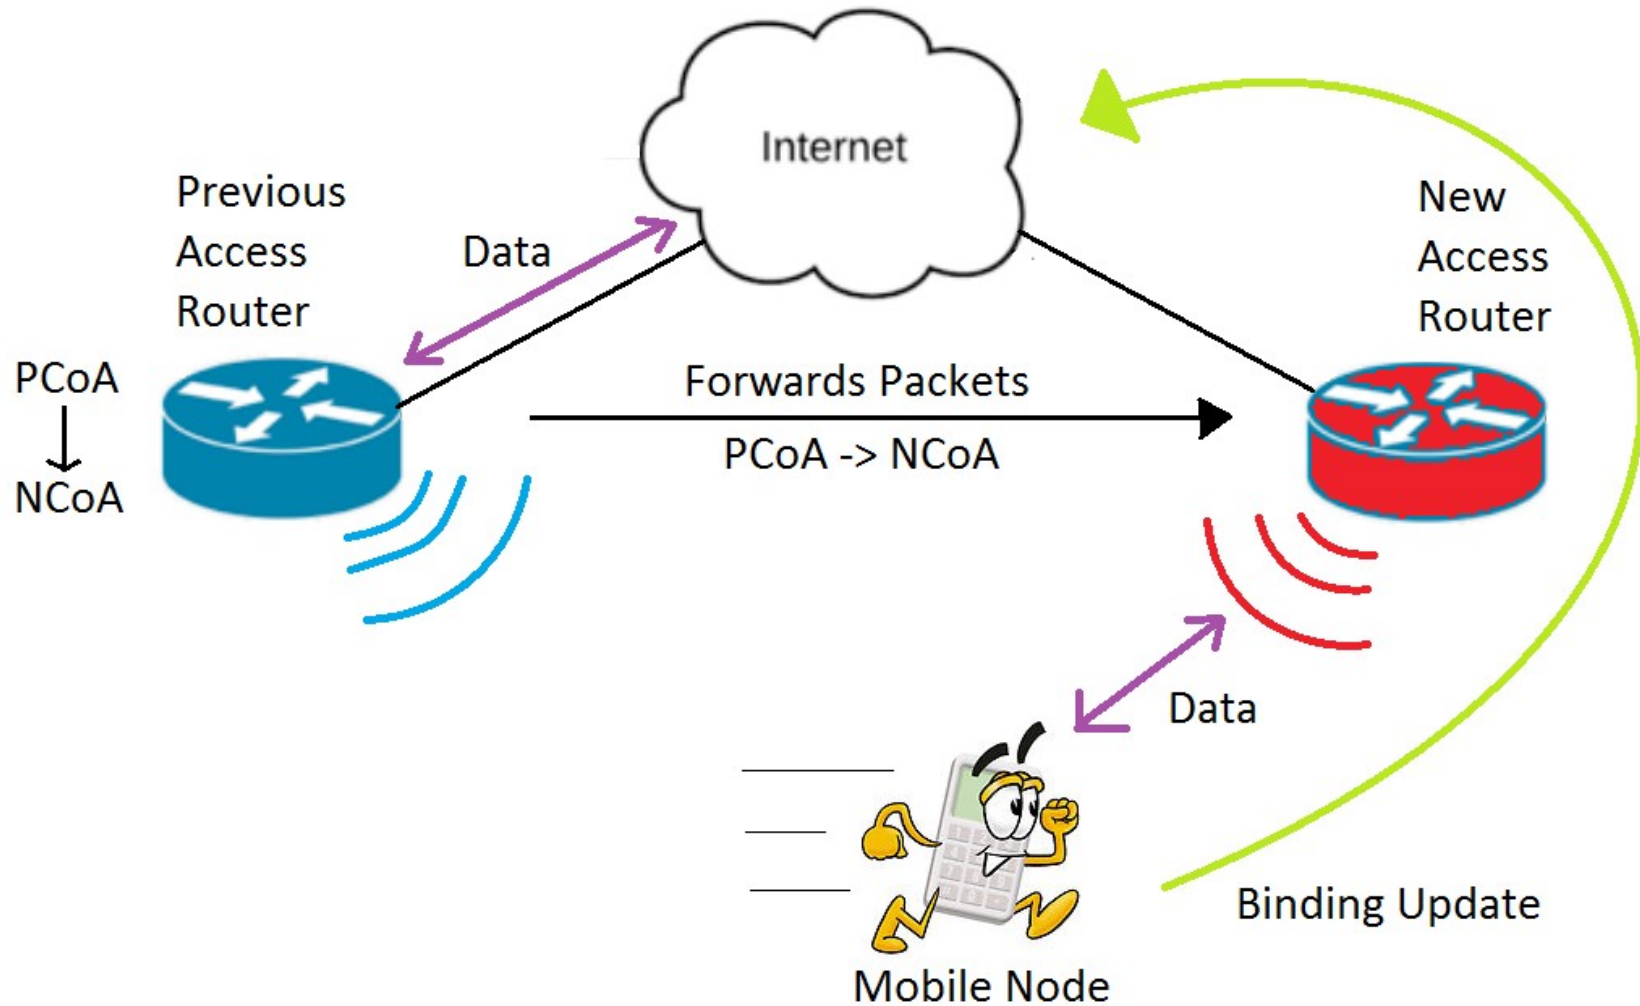 Internet
Previous
Access
Router
Data
New
Access
Router
PCoA
NCoA
Forwards Packets
PCoA -> NCoA
Data
Binding Update
Mobile Node